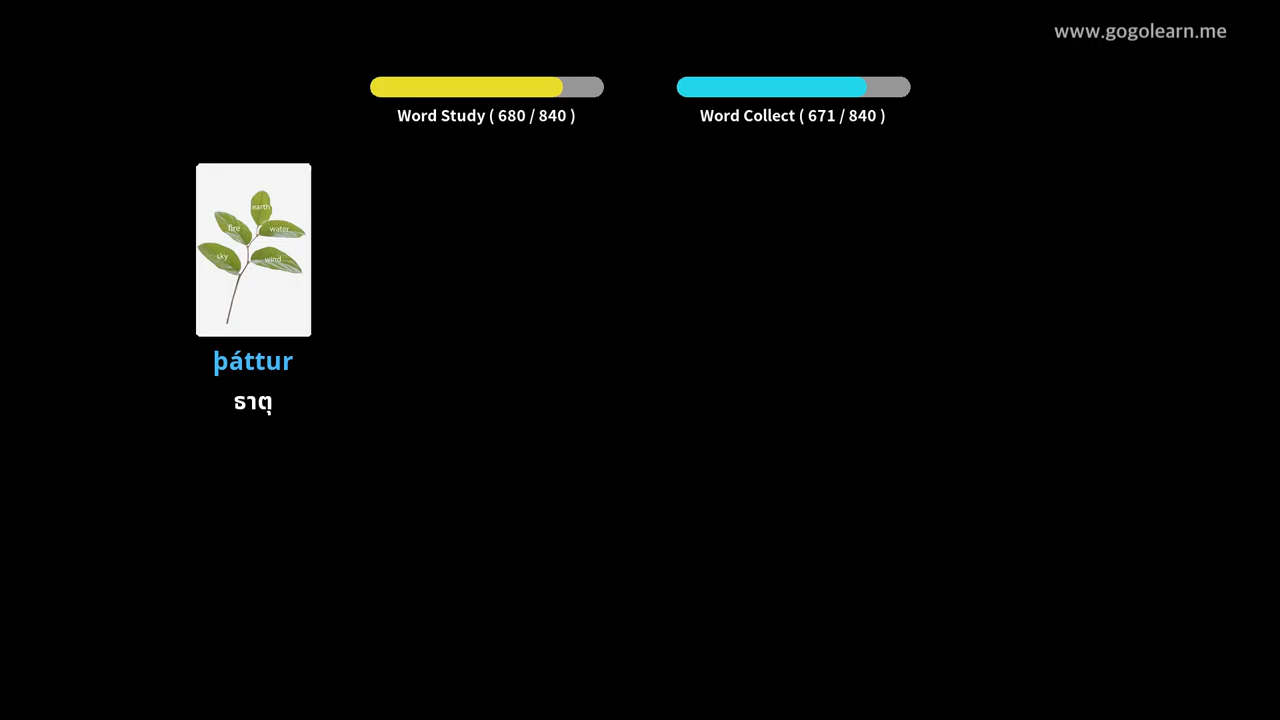 www.gogolearn.me
Word Study ( 680 / 840 )
Word Collect ( 671 / 840 )
earth
fire
water
sky
wind
þáttur
ธาตุ